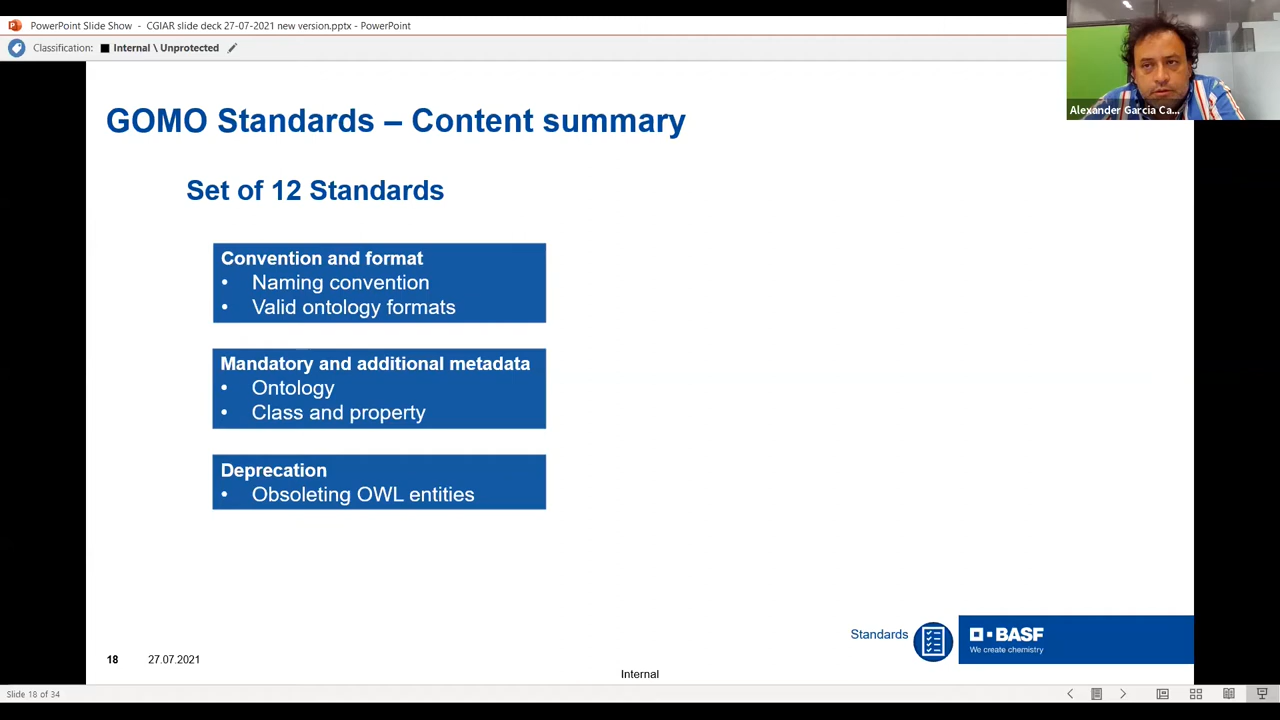 PowerPoint Slide Show - CGIAR slide deck 27-07-2021 new version.pptx - PowerPoint
Classification: Internal \ Unprotected
Alexander Garcia Ca...
GOMO Standards – Content summary
Set of 12 Standards
Convention and format
• Naming convention
• Valid ontology formats
Mandatory and additional metadata
• Ontology
• Class and property
Deprecation
• Obsoleting OWL entities
Standards
BASF
We create chemistry
18 27.07.2021
Internal
Slide 18 of 34